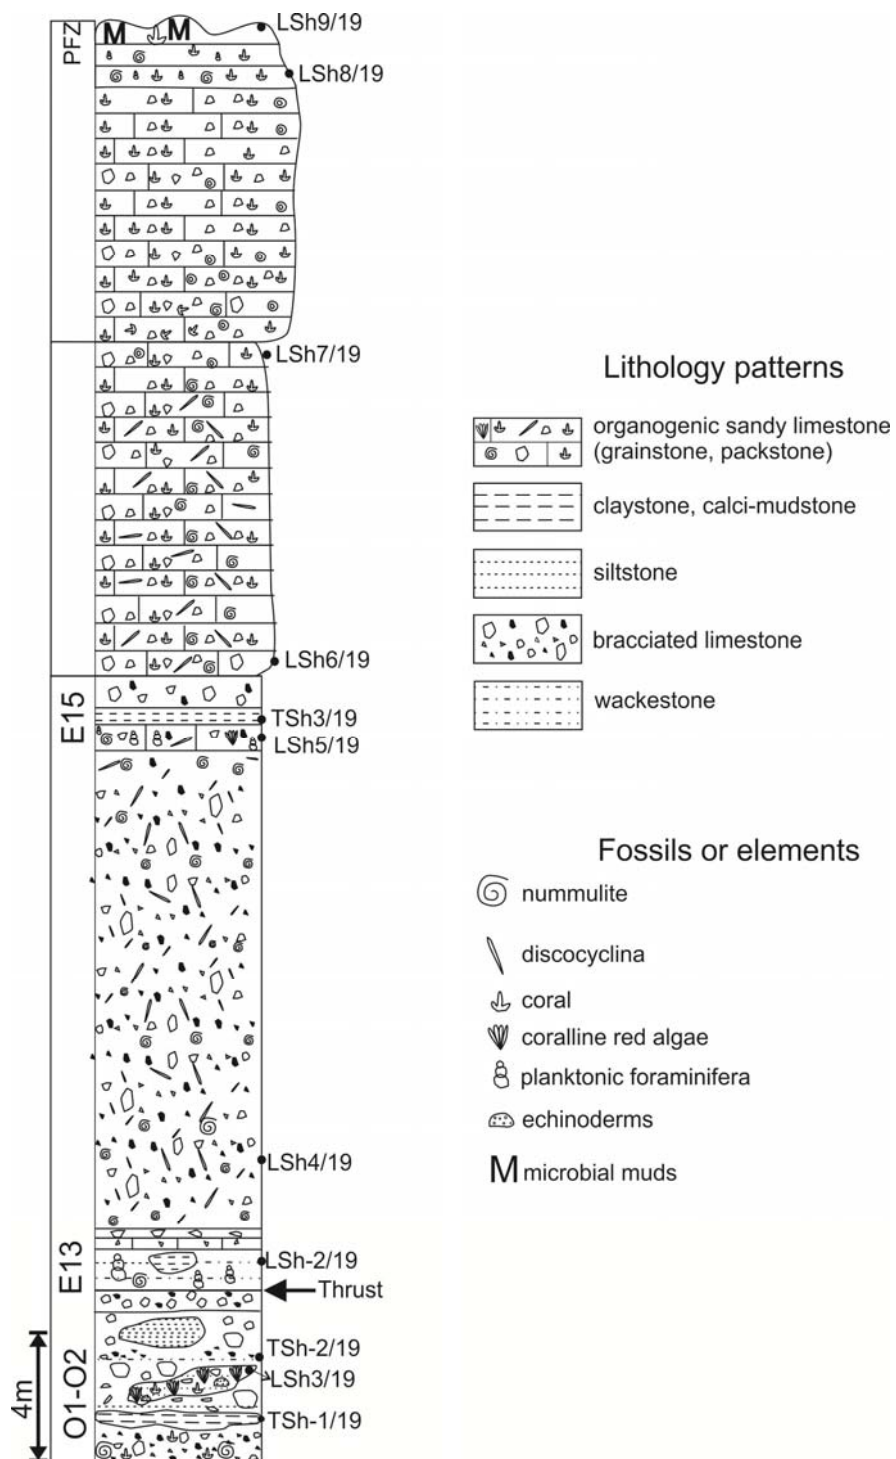 PFZ
M
M
LSh9/19
LSh8/19
LSh7/19
LSh6/19
E15
TSh3/19
LSh5/19
LSh4/19
E13
LSh-2/19
Thrust
TSh-2/19
LSh3/19
TSh-1/19
O1-O2
4m
Lithology patterns
organogenic sandy limestone
(grainstone, packstone)
claystone, calci-mudstone
siltstone
bracciated limestone
wackestone
Fossils or elements
nummulite
discocyclina
coral
coralline red algae
planktonic foraminifera
echinoderms
M microbial muds